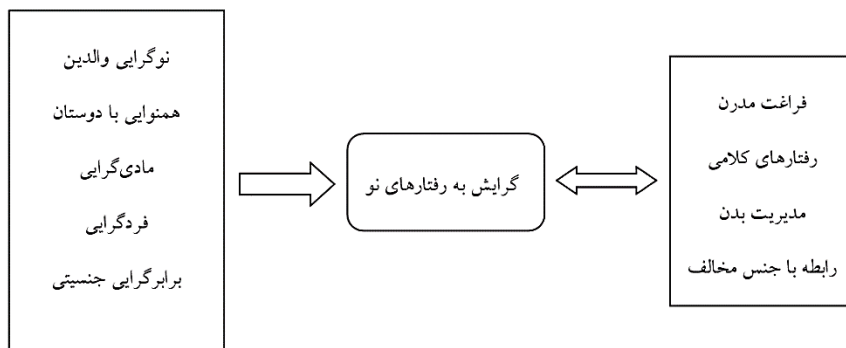 نوگرایی والدین
همنوایی با دوستان
مادی‌گرایی
فردگرایی
برابرگرایی جنسیتی
گرایش به رفتارهای نو
فراغت مدرن
رفتارهای کلامی
مدیریت بدن
رابطه با جنس مخالف